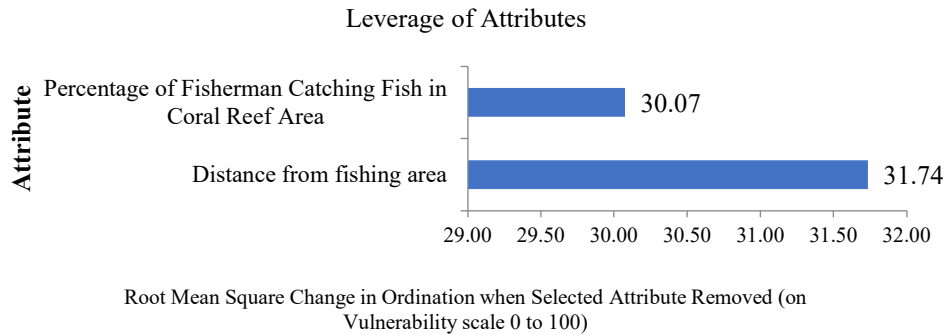 Leverage of Attributes
Attribute
Percentage of Fisherman Catching Fish in
Coral Reef Area
30.07
Distance from fishing area
31.74
29.00 29.50 30.00 30.50 31.00 31.50 32.00
Root Mean Square Change in Ordination when Selected Attribute Removed (on
Vulnerability scale 0 to 100)